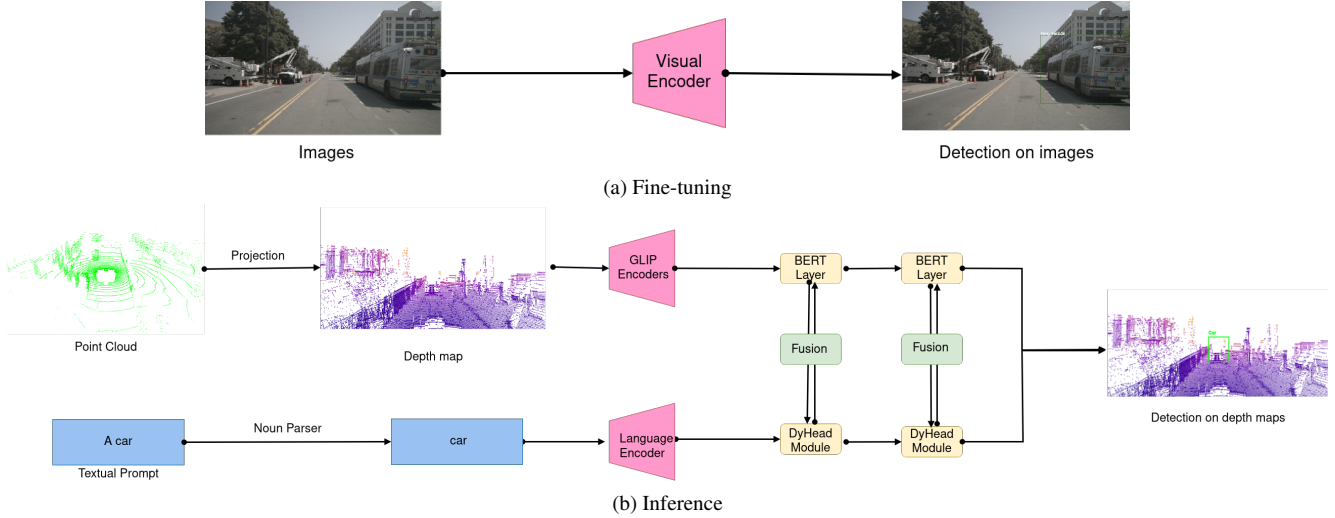 Visual
Encoder
Images
Detection on images
(a) Fine-tuning
Projection
GLIP
Encoders
BERT
Layer
BERT
Layer
Point Cloud
Depth map
Fusion
Fusion
Car
Detection on depth maps
A car
Noun Parser
car
Language
Encoder
DyHead
Module
DyHead
Module
Textual Prompt
(b) Inference